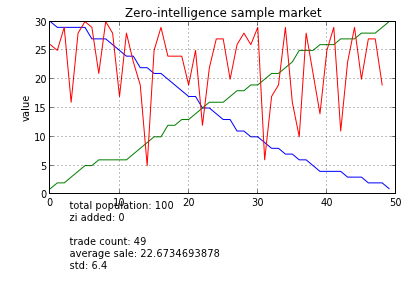 Zero-intelligence sample market
30
25
20
15
10
5
0
value
0 10 20 30 40 50
total population: 100
zi added: 0
trade count: 49
average sale: 22.6734693878
std: 6.4